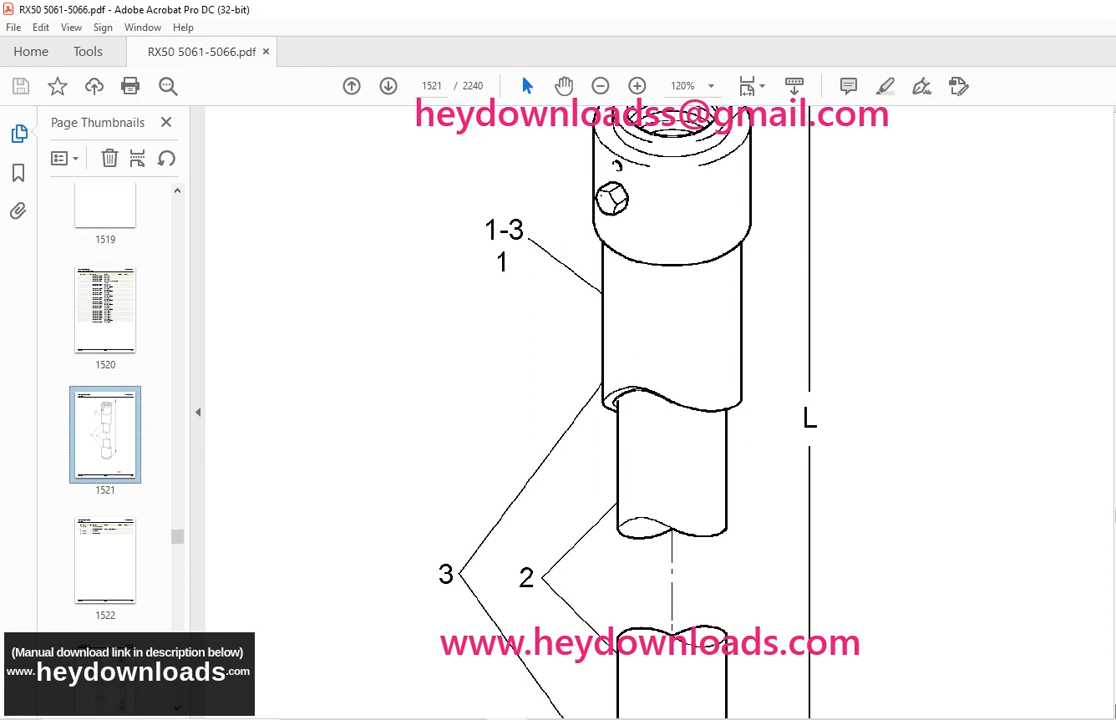 RX50 5061-5066.pdf - Adobe Acrobat Pro DC (32-bit)
File Edit View Sign Window Help
Home Tools RX50 5061-5066.pdf ×
1521 / 2240 120%
heydownloadss@gmail.com
Page Thumbnails ×
1519
1520
1521
1522
1-3
1
L
3
2
www.heydownloads.com
(Manual download link in description below)
www.heydownloads.com